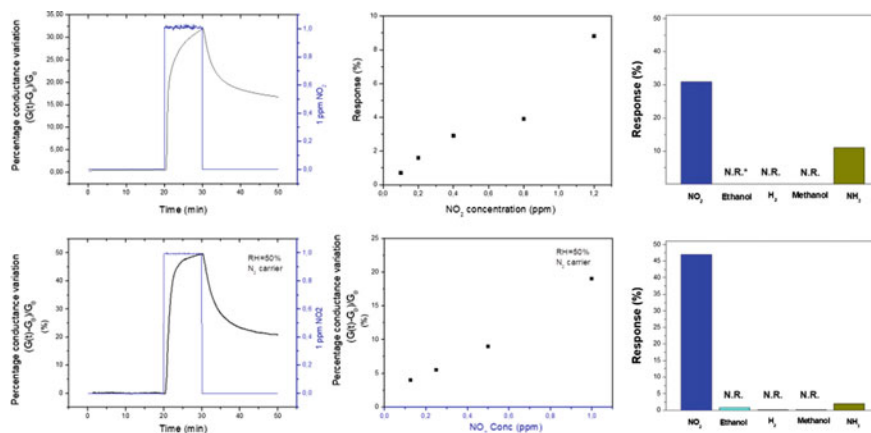 Percentage conductance variation
(G(t)-G₀)/G₀
35,00
30,00
25,00
20,00
15,00
10,00
5,00
0,00
0 10 20 30 40 50
Time (min)
1,0
0,8
0,6
0,4
0,2
0,0
1 ppm NO₂
Response (%)
10
8
6
4
2
0
0,0 0,2 0,4 0,6 0,8 1,0 1,2
NO₂ concentration (ppm)
Response (%)
50
40
30
20
10
N.R.* N.R. N.R.
NO₂ Ethanol H₂ Methanol NH₃
Percentage conductance variation
(G(t)-G₀)/G₀
(%)
50
40
30
20
10
0
0 10 20 30 40 50
Time (min)
RH=50%
N₂ carrier
1,0
0,8
0,6
0,4
0,2
0,0
1 ppm NO2
Percentage conductance variation
(G(t)-G₀)/G₀
(%)
25
20
15
10
5
0
0,0 0,2 0,4 0,6 0,8 1,0
NO₂ Conc (ppm)
RH=50%
N₂ carrier
Response (%)
50
45
40
35
30
25
20
15
10
5
0
N.R. N.R. N.R.
NO₂ Ethanol H₂ Methanol NH₃